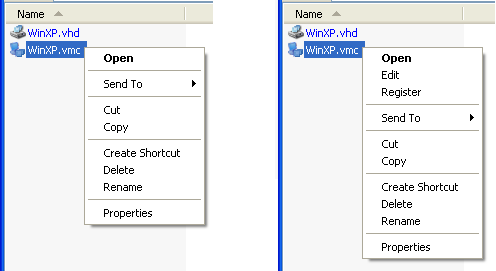 Name
WinXP.vhd
WinXP.vmc
Open
Send To
Cut
Copy
Create Shortcut
Delete
Rename
Properties
Name
WinXP.vhd
WinXP.vmc
Open
Edit
Register
Send To
Cut
Copy
Create Shortcut
Delete
Rename
Properties